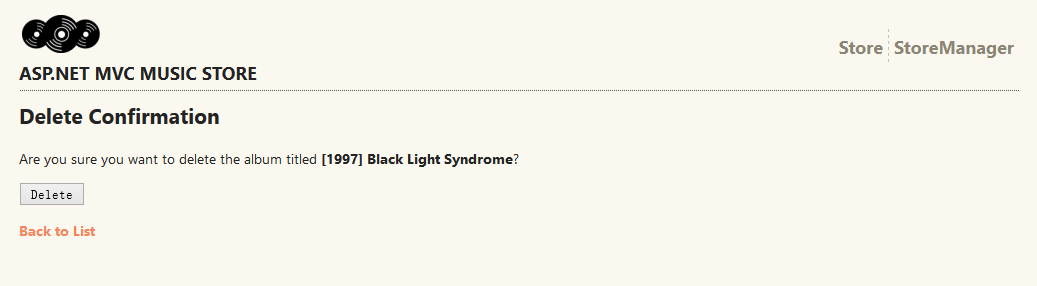 Store StoreManager
ASP.NET MVC MUSIC STORE
Delete Confirmation
Are you sure you want to delete the album titled [1997] Black Light Syndrome?
Delete
Back to List